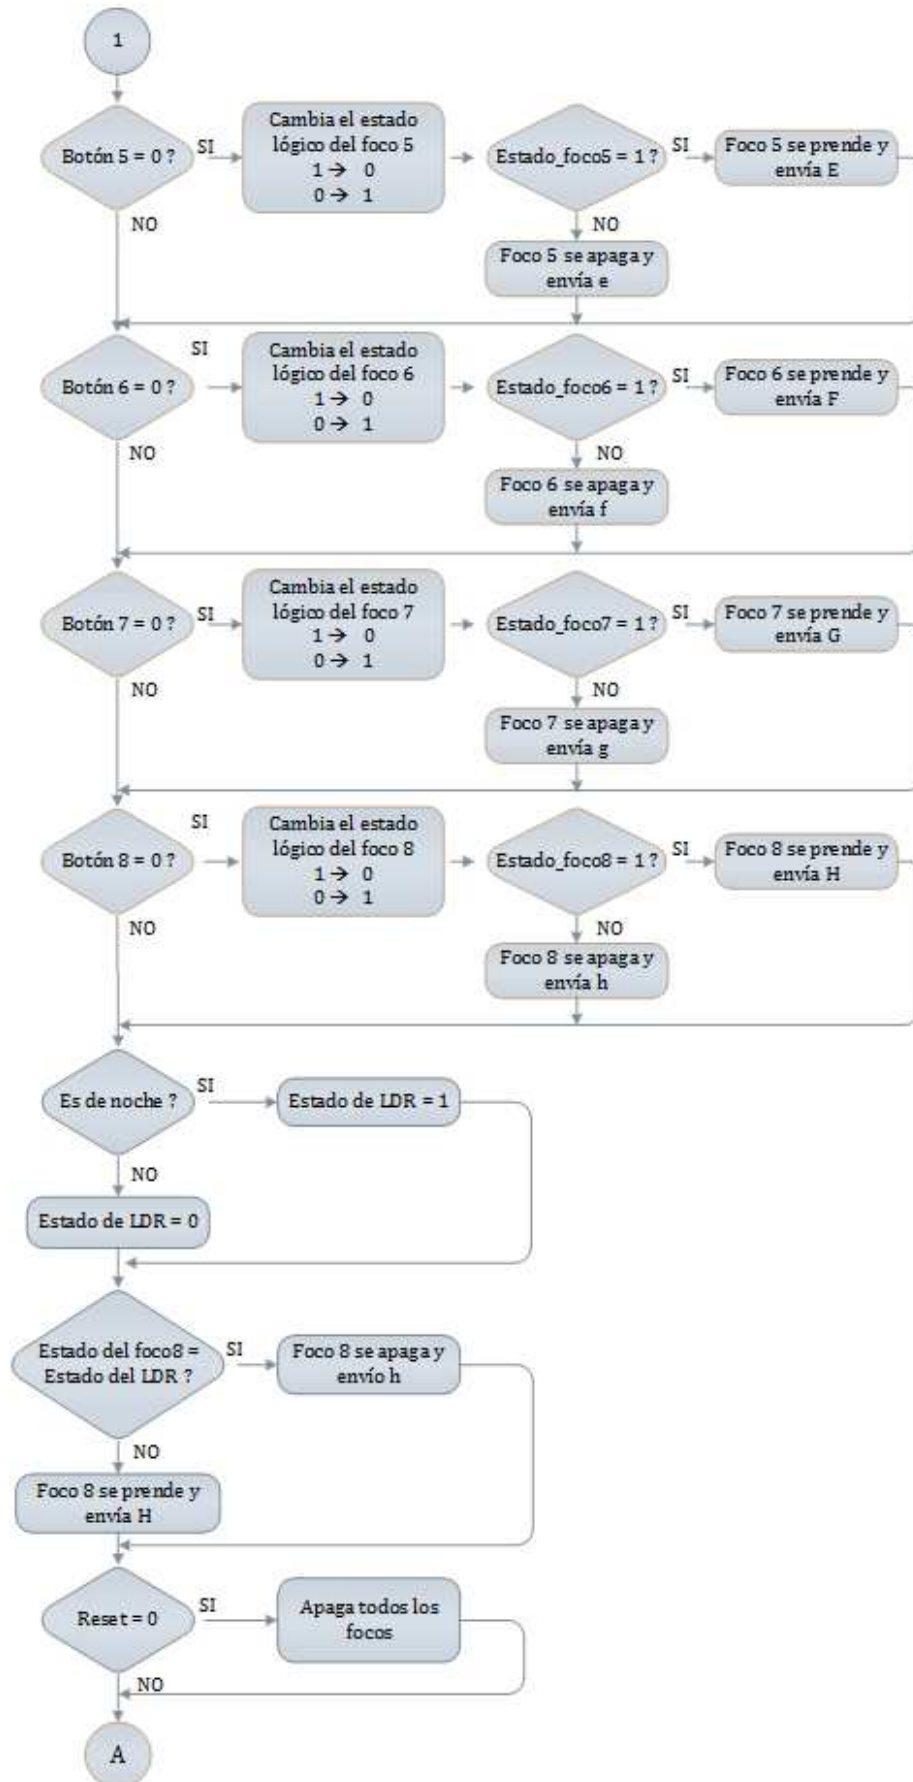 1
Botón 5 = 0 ?
SI
Cambia el estado
lógico del foco 5
1 → 0
0 → 1
Estado_foco5 = 1 ?
SI
Foco 5 se prende y
envía E
NO
NO
Foco 5 se apaga y
envía e
Botón 6 = 0 ?
SI
Cambia el estado
lógico del foco 6
1 → 0
0 → 1
Estado_foco6 = 1 ?
SI
Foco 6 se prende y
envía F
NO
NO
Foco 6 se apaga y
envía f
Botón 7 = 0 ?
SI
Cambia el estado
lógico del foco 7
1 → 0
0 → 1
Estado_foco7 = 1 ?
SI
Foco 7 se prende y
envía G
NO
NO
Foco 7 se apaga y
envía g
Botón 8 = 0 ?
SI
Cambia el estado
lógico del foco 8
1 → 0
0 → 1
Estado_foco8 = 1 ?
SI
Foco 8 se prende y
envía H
NO
NO
Foco 8 se apaga y
envía h
Es de noche ?
SI
Estado de LDR = 1
NO
Estado de LDR = 0
Estado del foco8 =
Estado del LDR ?
SI
Foco 8 se apaga y
envío h
NO
Foco 8 se prende y
envía H
Reset = 0
SI
Apaga todos los
focos
NO
A